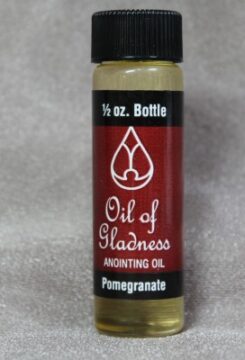 ½ oz. Bottle
Oil of
Gladness
ANOINTING OIL
Pomegranate